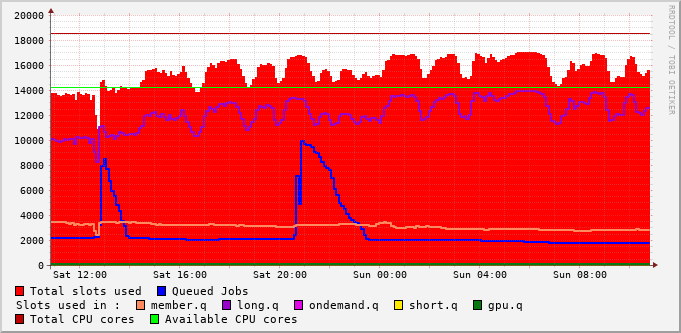 20000
18000
16000
14000
12000
10000
8000
6000
4000
2000
0
Sat 12:00 Sat 16:00 Sat 20:00 Sun 00:00 Sun 04:00 Sun 08:00
Total slots used Queued Jobs
Slots used in : member.q long.q ondemand.q short.q gpu.q
Total CPU cores Available CPU cores
RRDTOOL / TOBI OETIKER